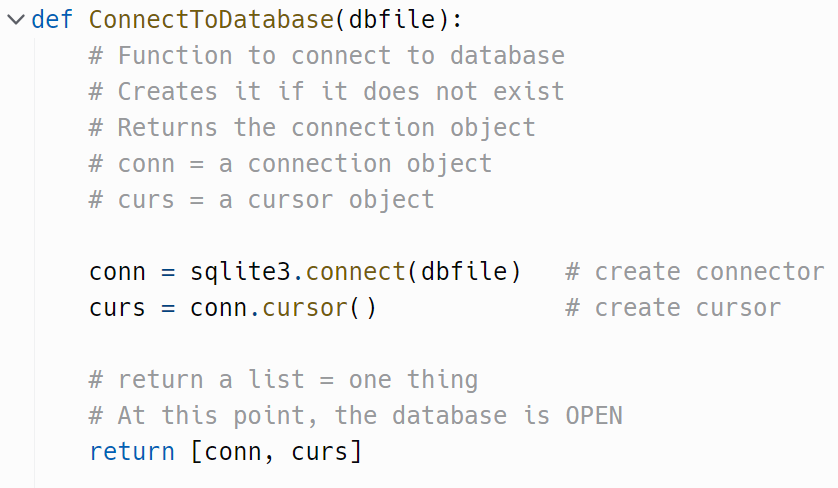 def ConnectToDatabase(dbfile):
    # Function to connect to database
    # Creates it if it does not exist
    # Returns the connection object
    # conn = a connection object
    # curs = a cursor object

    conn = sqlite3.connect(dbfile)   # create connector
    curs = conn.cursor()             # create cursor

    # return a list = one thing
    # At this point, the database is OPEN
    return [conn, curs]